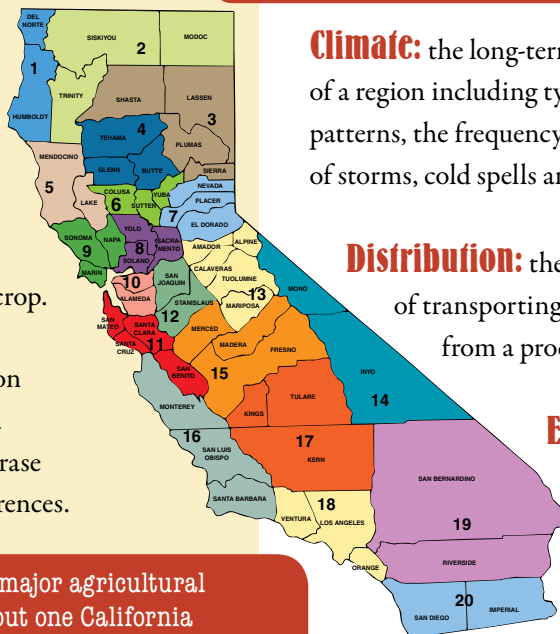 DEL
NORTE
SISKIYOU
2
MODOC
1
TRINITY
HUMBOLDT
SHASTA
LASSEN
3
TEHAMA
4
PLUMAS
MENDOCINO
GLENN
BUTTE
SIERRA
5
COLUSA
LAKE
6
SUTTER
YUBA
NEVADA
PLACER
7
EL DORADO
SONOMA
NAPA
YOLO
8
SACRA-
MENTO
SOLANO
9
MARIN
AMADOR
ALPINE
CALAVERAS
TUOLUMNE
10
ALAMEDA
SAN
JOAQUIN
13
MARIPOSA
MONO
STANISLAUS
12
SAN
MATEO
SANTA
CLARA
SANTA
CRUZ
11
MERCED
MADERA
FRESNO
SAN
BENITO
15
INYO
14
MONTEREY
KINGS
TULARE
16
SAN LUIS
OBISPO
17
KERN
SANTA BARBARA
SAN BERNARDINO
18
VENTURA
LOS ANGELES
19
ORANGE
RIVERSIDE
20
SAN DIEGO
IMPERIAL
Climate: the long-term
of a region including
patterns, the frequency
of storms, cold spells
Distribution: the
of transporting
from a
crop.
on
rase
rences.
major agricultural
out one California